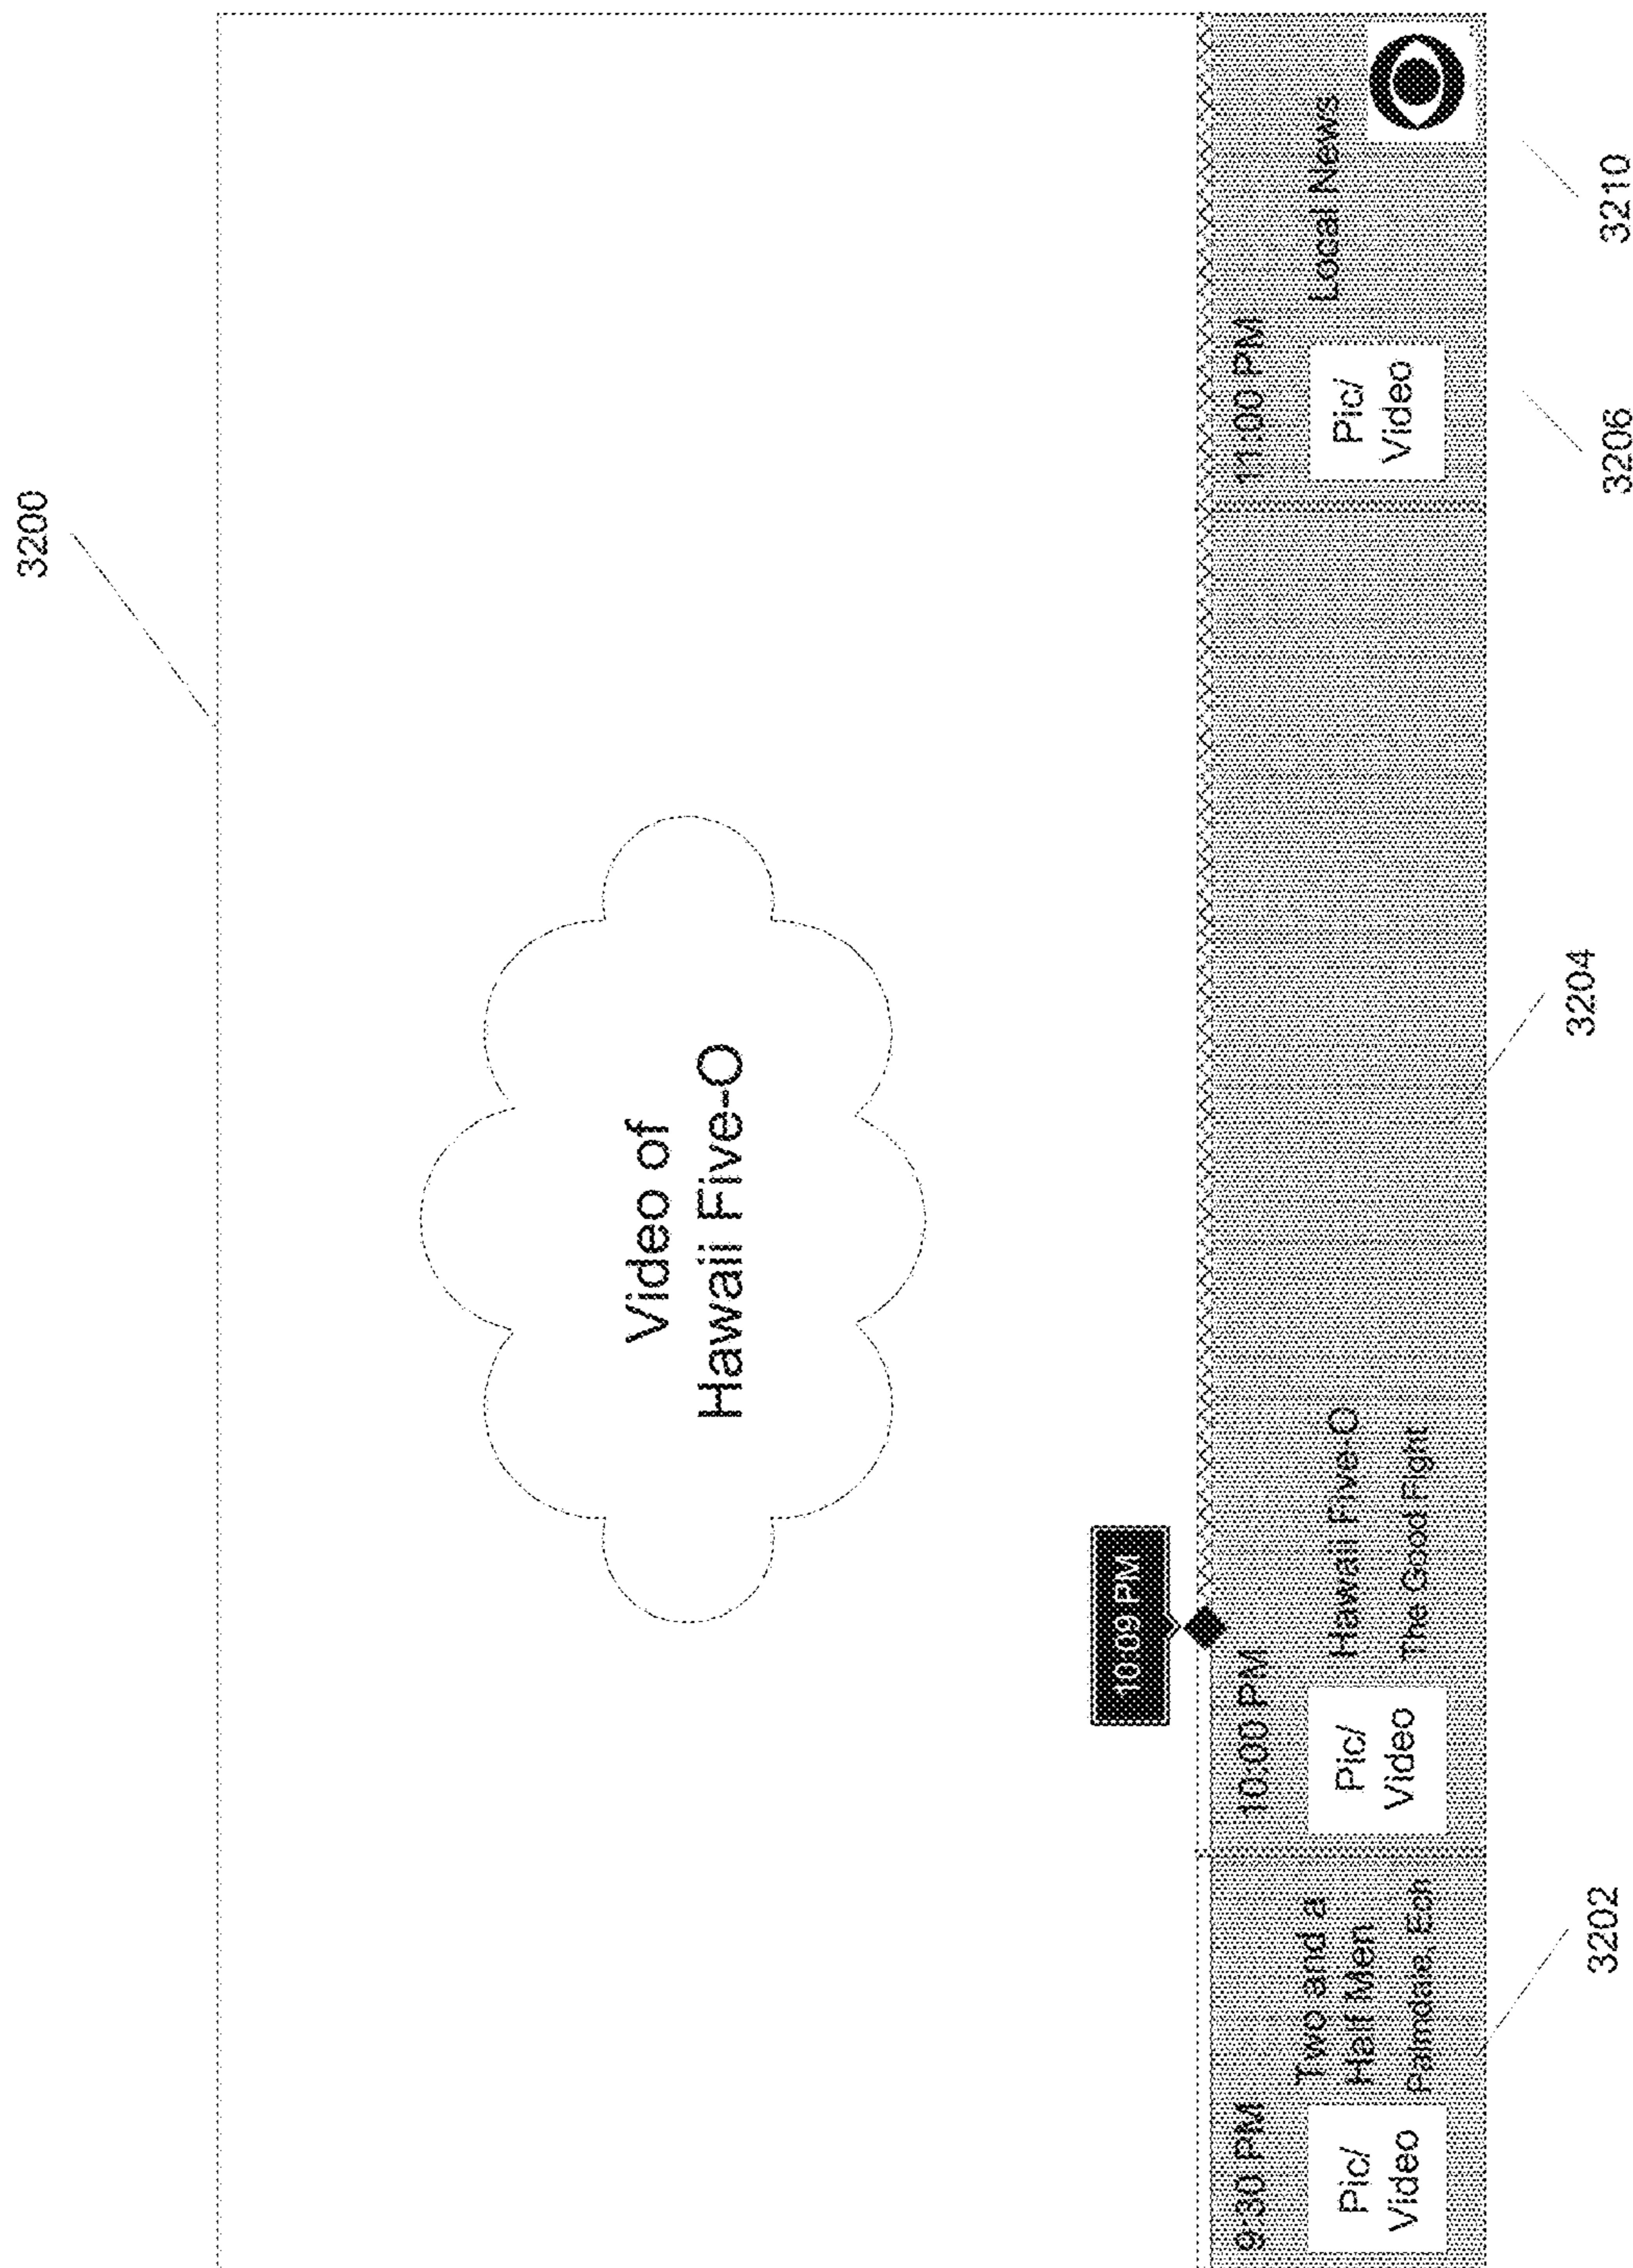 3200
Video of
Hawaii Five-O
10:09 PM
9:30 PM
Pic/
Video
Two and a
Half Men
Palmdale, Ech
10:00 PM
Pic/
Video
Hawaii Five-O
The Good Fight
11:00 PM
Pic/
Video
Local News
3202
3204
3206
3210